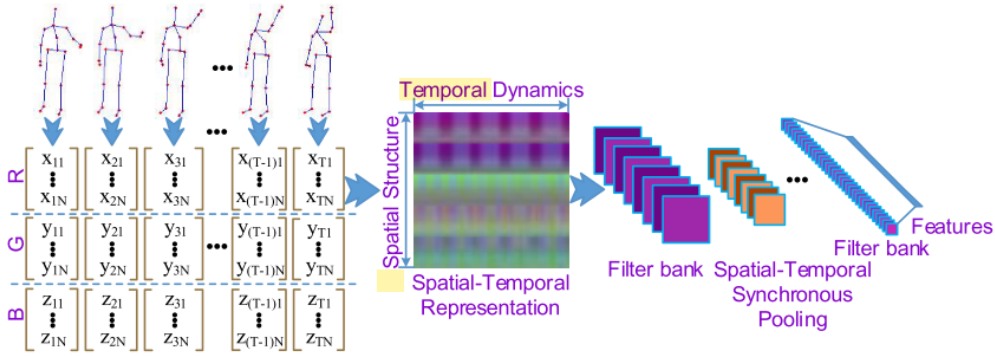 R
x11 x21 x31 x(T-1)1 xT1
x1N x2N x3N x(T-1)N xTN
G
y11 y21 y31 y(T-1)1 yT1
y1N y2N y3N y(T-1)N yTN
B
z11 z21 z31 z(T-1)1 zT1
z1N z2N z3N z(T-1)N zTN
Temporal Dynamics
Spatial Structure
Spatial-Temporal
Representation
Filter bank
Spatial-Temporal
Synchronous
Pooling
Features
Filter bank